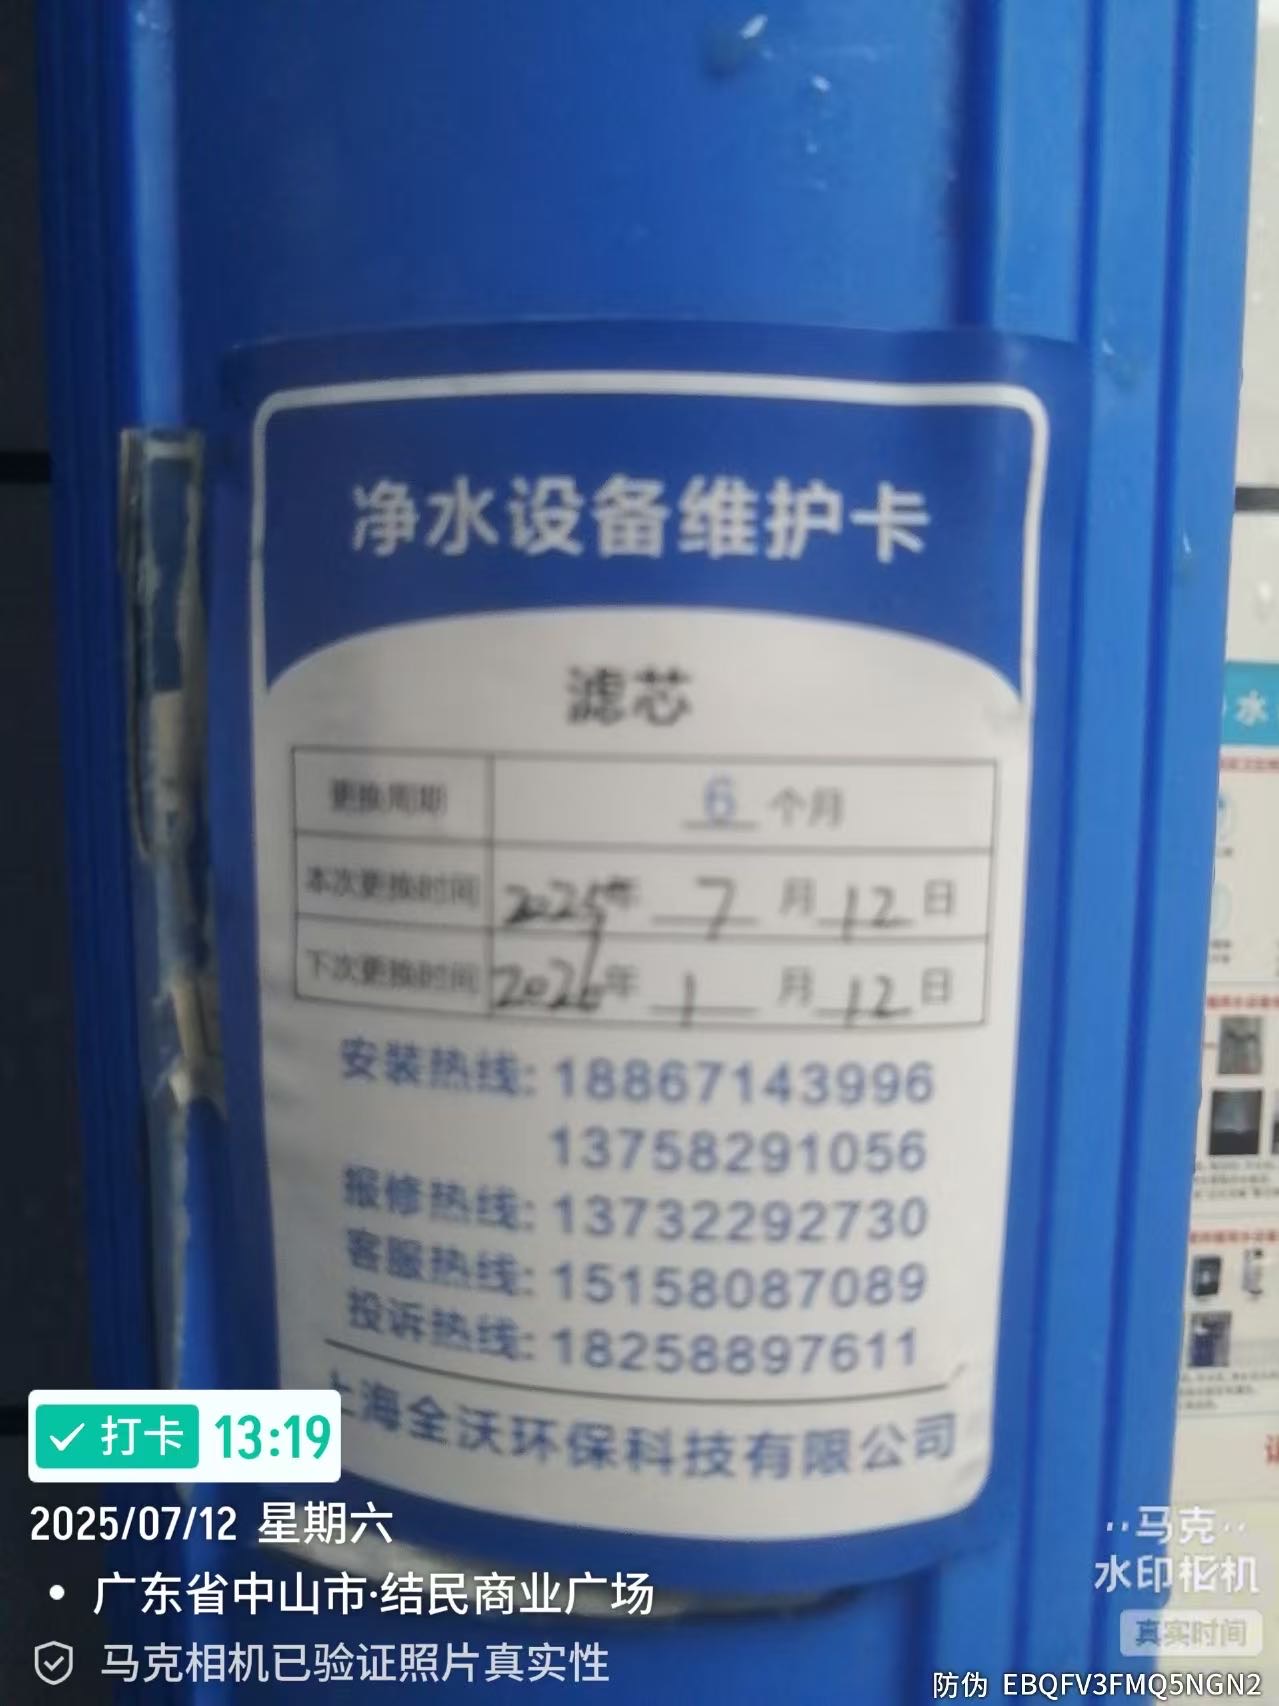 净水设备维护卡
滤芯
更换周期 6 个月
本次更换时间 2025年 7 月 12 日
下次更换时间 2026年 1 月 12 日
安装热线: 18867143996
13758291056
报修热线: 13732292730
客服热线: 15158087089
投诉热线: 18258897611
上海全沃环保科技有限公司
水
打卡 13:19
2025/07/12 星期六
广东省中山市·结民商业广场
马克相机已验证照片真实性
马克
水印相机
真实时间
防伪 EBQFV3FMQ5NGN2